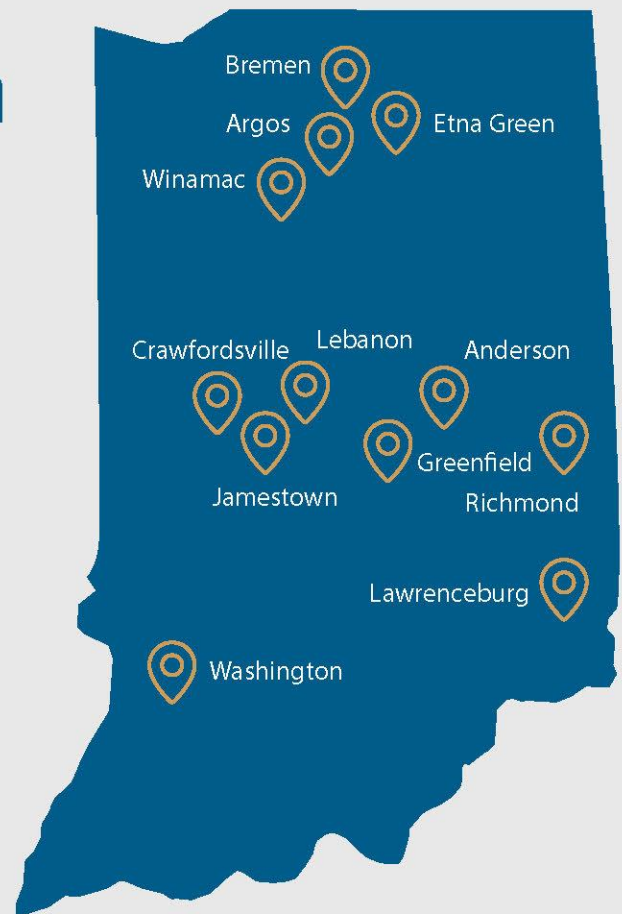 Bremen
Argos
Etna Green
Winamac
Crawfordsville
Lebanon
Anderson
Jamestown
Greenfield
Richmond
Lawrenceburg
Washington